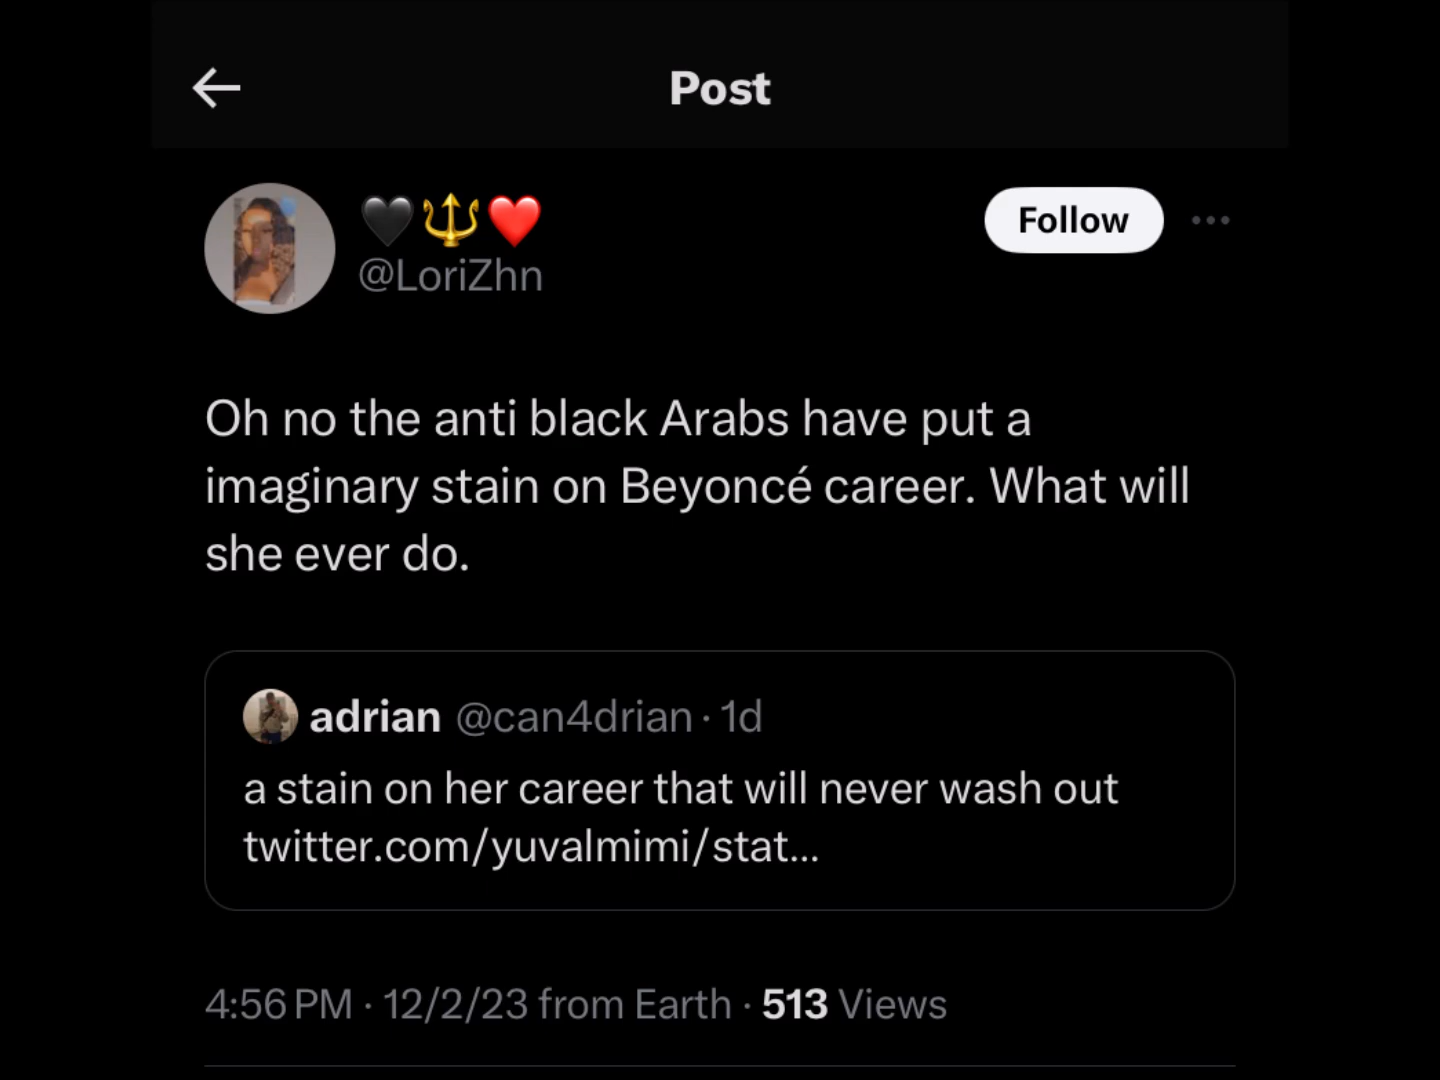 Post
🖤🔱❤️
Follow
@LoriZhn
Oh no the anti black Arabs have put a
imaginary stain on Beyoncé career. What will
she ever do.
adrian @can4drian · 1d
a stain on her career that will never wash out
twitter.com/yuvalmimi/stat...
4:56 PM · 12/2/23 from Earth · 513 Views